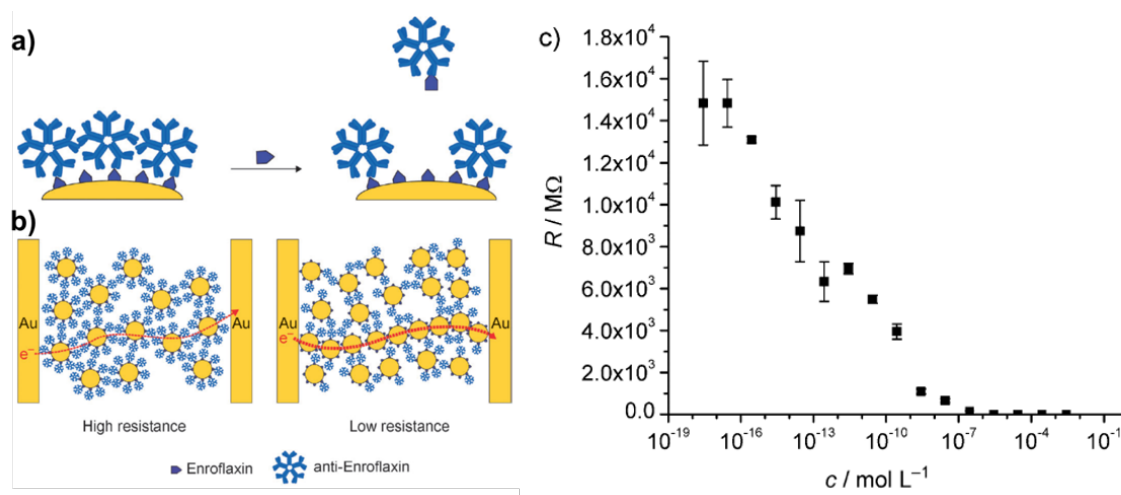 a)
b)
Au
Au
e⁻
Au
Au
e⁻
High resistance
Low resistance
Enroflaxin
anti-Enroflaxin
c)
1.8x10⁴
1.6x10⁴
1.4x10⁴
1.2x10⁴
1.0x10⁴
8.0x10³
6.0x10³
4.0x10³
2.0x10³
0.0
R / MΩ
10⁻¹⁹
10⁻¹⁶
10⁻¹³
10⁻¹⁰
10⁻⁷
10⁻⁴
10⁻¹
c / mol L⁻¹